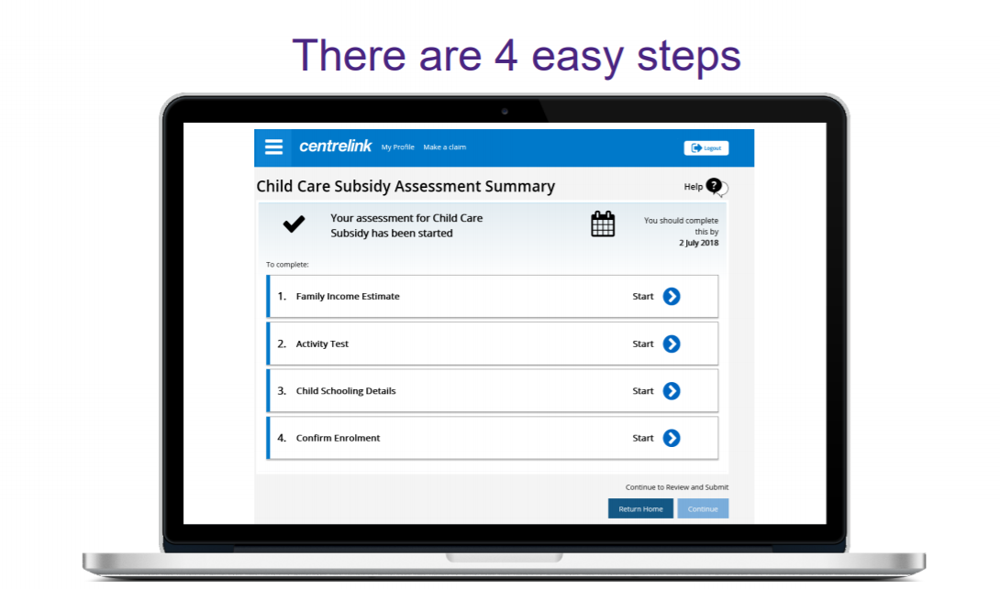 There are 4 easy steps
centrelink My Profile Make a claim Logout
Child Care Subsidy Assessment Summary Help ?
Your assessment for Child Care
Subsidy has been started
You should complete
this by
2 July 2018
To complete:
1. Family Income Estimate Start
2. Activity Test Start
3. Child Schooling Details Start
4. Confirm Enrolment Start
Continue to Review and Submit
Return Home Continue